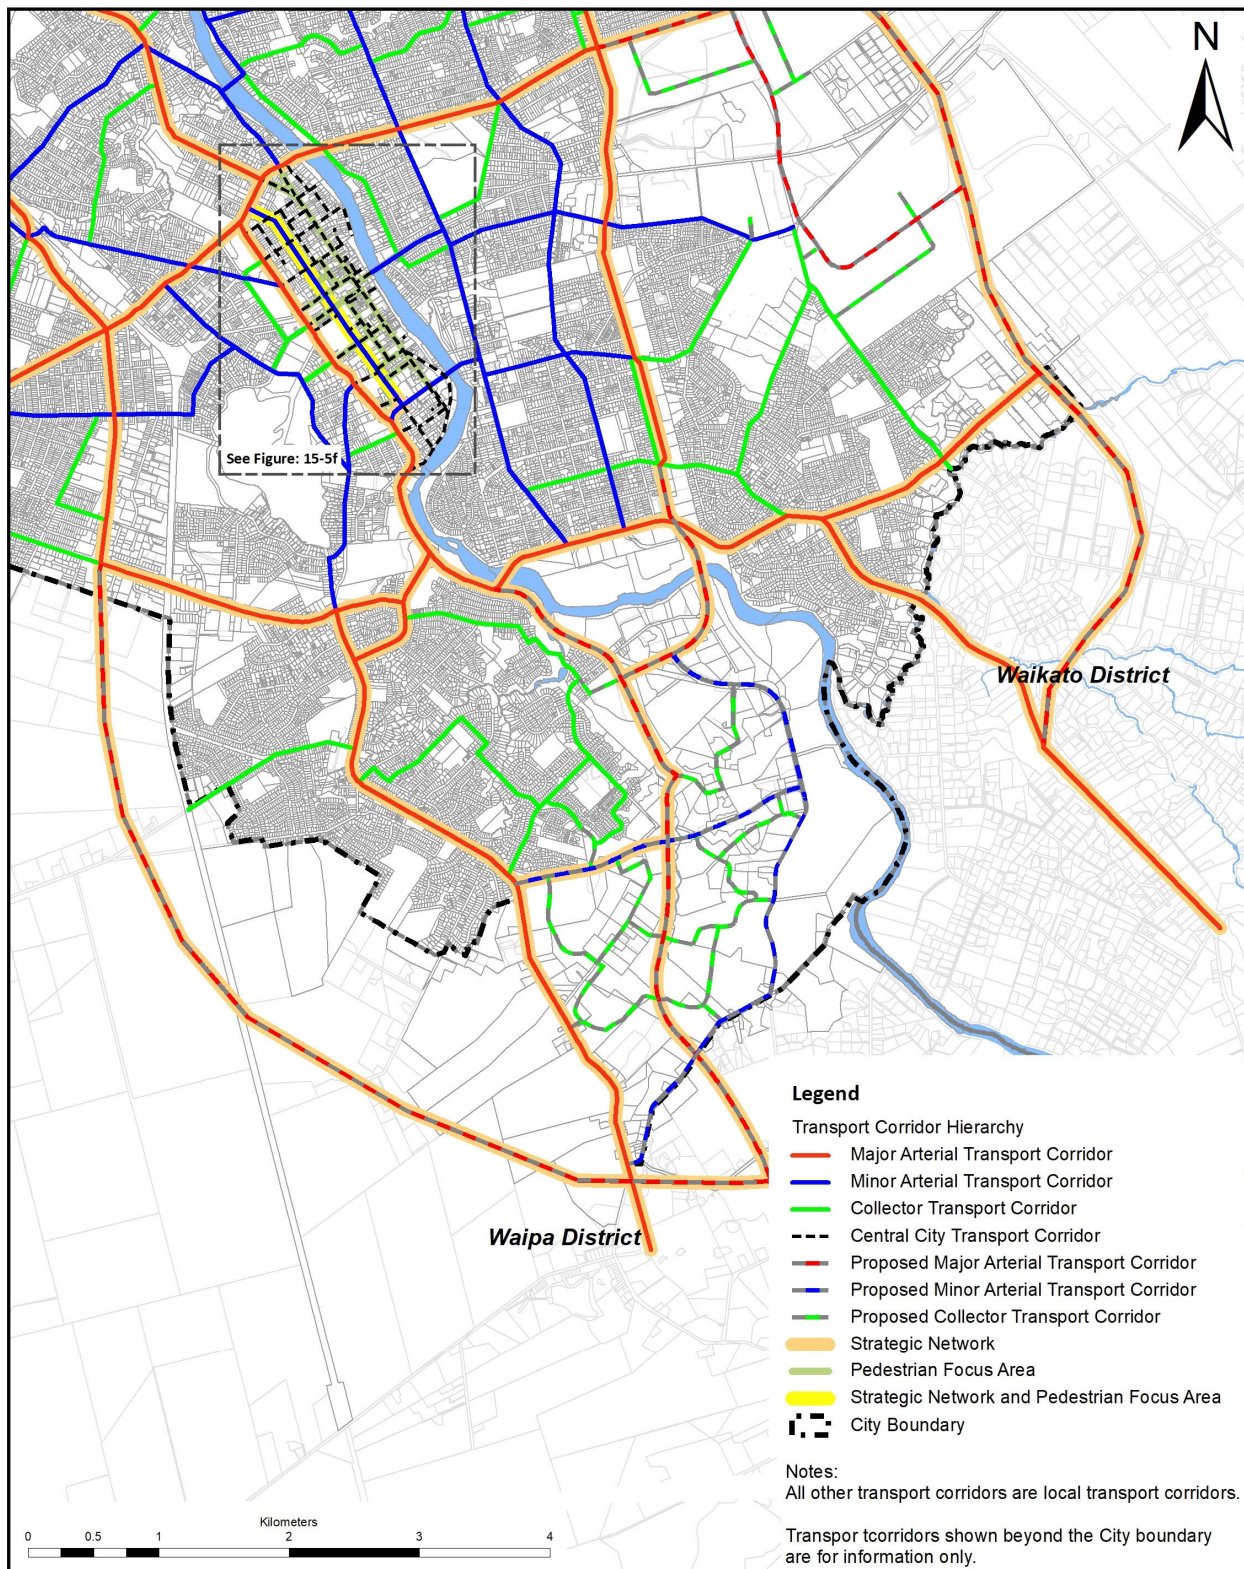 N
See Figure: 15-5f
Waikato District
Waipa District
Legend
Transport Corridor Hierarchy
Major Arterial Transport Corridor
Minor Arterial Transport Corridor
Collector Transport Corridor
Central City Transport Corridor
Proposed Major Arterial Transport Corridor
Proposed Minor Arterial Transport Corridor
Proposed Collector Transport Corridor
Strategic Network
Pedestrian Focus Area
Strategic Network and Pedestrian Focus Area
City Boundary
Notes:
All other transport corridors are local transport corridors.
Transpor tcorridors shown beyond the City boundary
are for information only.
Kilometers
0 0.5 1 2 3 4